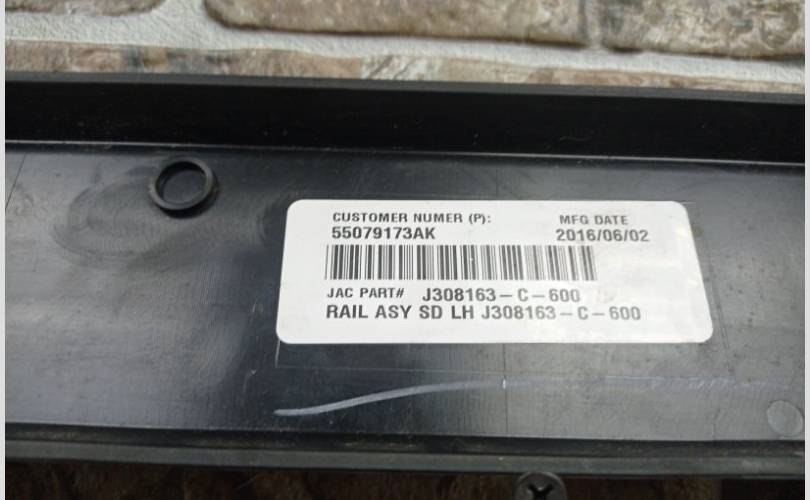 CUSTOMER NUMER (P): MFG DATE
55079173AK 2016/06/02
JAC PART# J308163-C-600
RAIL ASY SD LH J308163-C-600